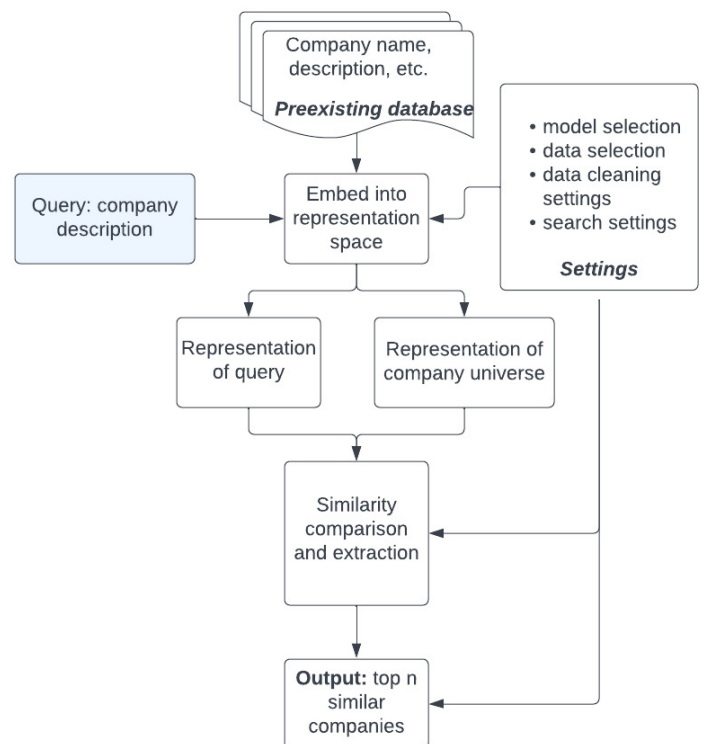 Company name,
description, etc.
Preexisting database
• model selection
• data selection
• data cleaning
settings
• search settings
Settings
Query: company
description
Embed into
representation
space
Representation
of query
Representation of
company universe
Similarity
comparison
and extraction
Output: top n
similar
companies